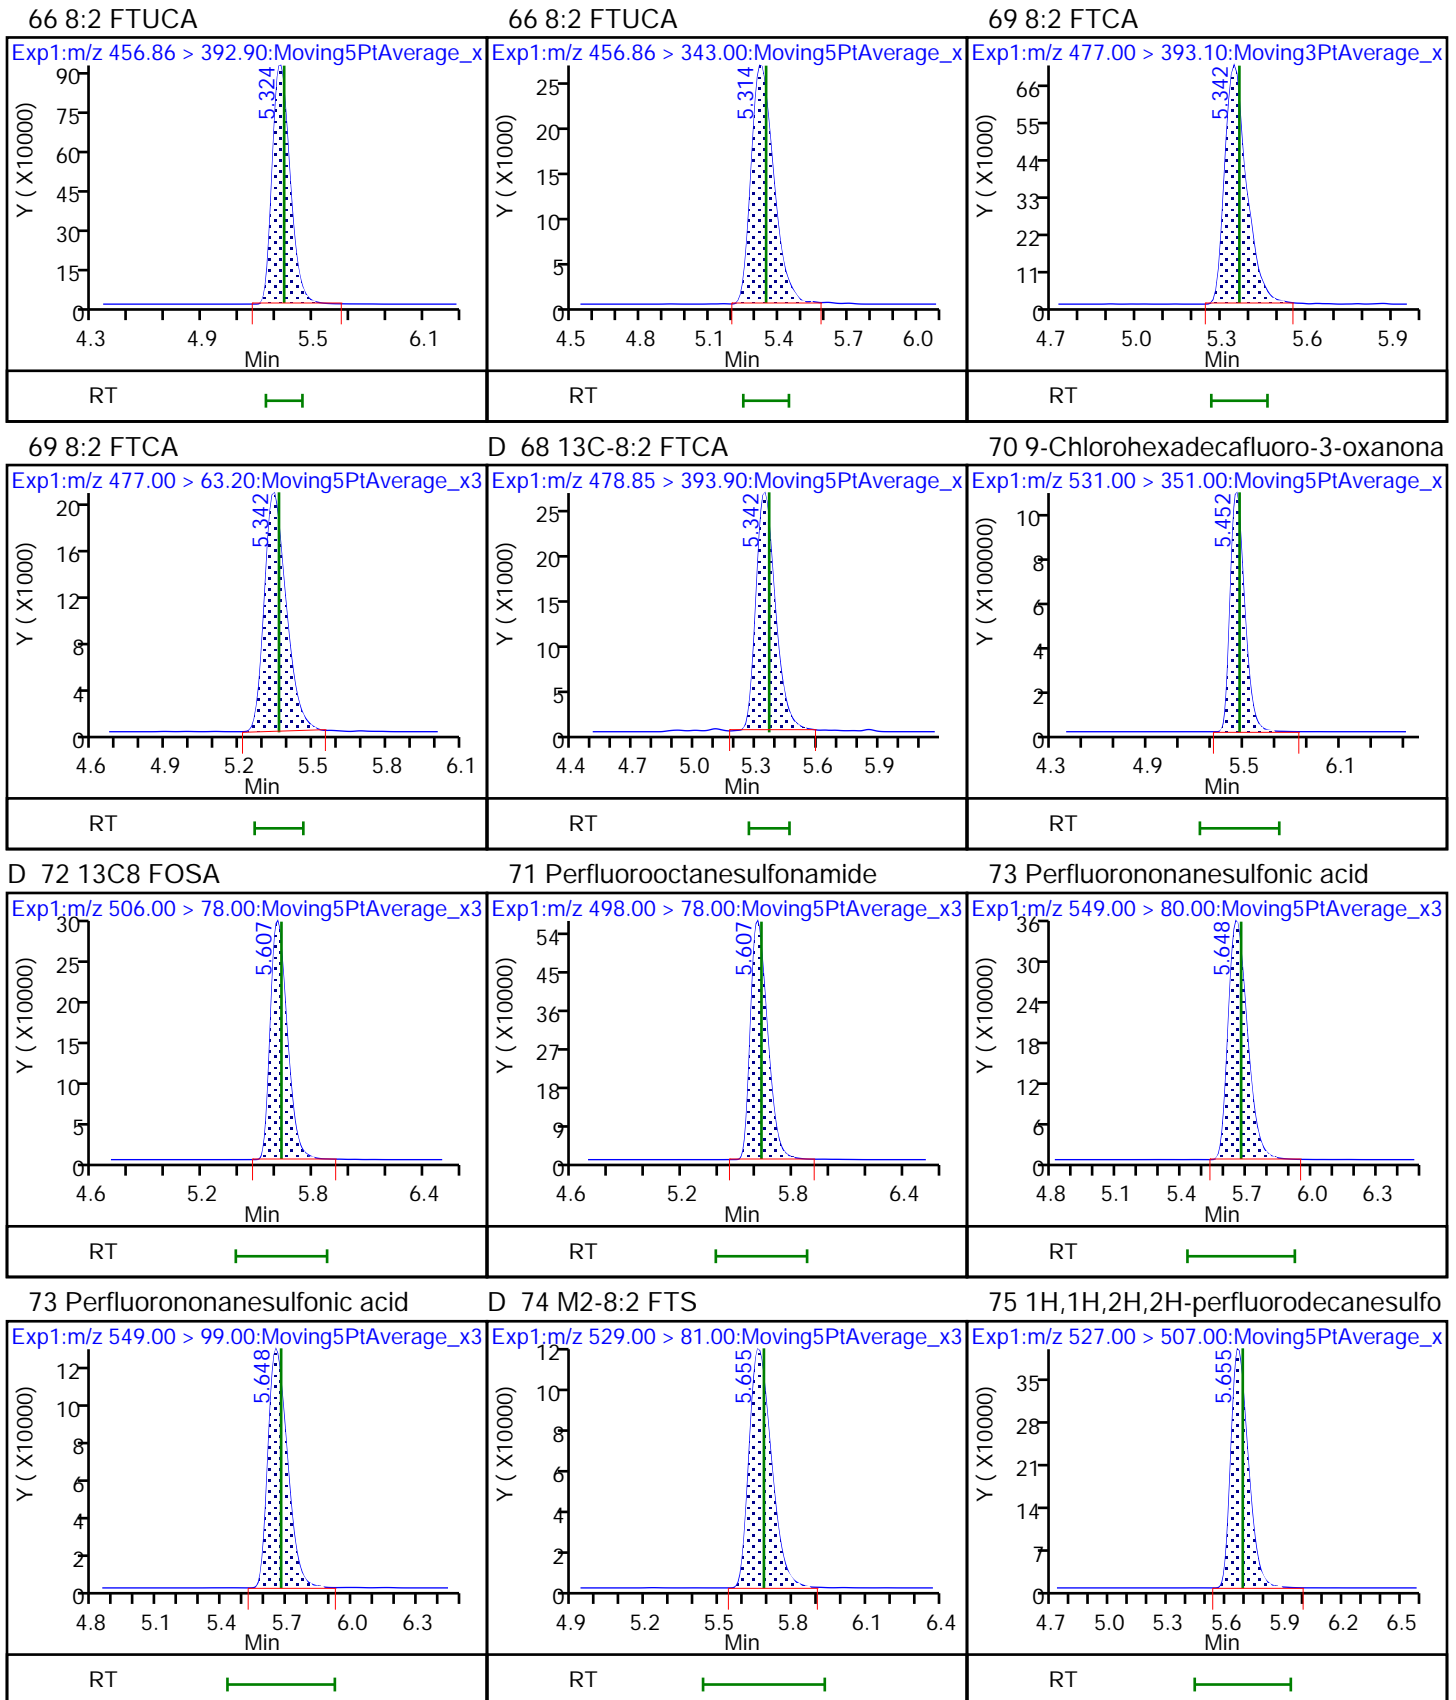 66 8:2 FTUCA
Exp1:m/z 456.86 > 392.90:Moving5PtAverage_x
5.324
Y ( X10000)
90
75
60
45
30
15
0
4.3 4.9 5.5 6.1
Min
RT
66 8:2 FTUCA
Exp1:m/z 456.86 > 343.00:Moving5PtAverage_x
5.314
Y ( X1000)
25
20
15
10
5
0
4.5 4.8 5.1 5.4 5.7 6.0
Min
RT
69 8:2 FTCA
Exp1:m/z 477.00 > 393.10:Moving3PtAverage_x
5.342
Y ( X1000)
66
55
44
33
22
11
0
4.7 5.0 5.3 5.6 5.9
Min
RT
69 8:2 FTCA
Exp1:m/z 477.00 > 63.20:Moving5PtAverage_x3
5.342
Y ( X1000)
20
16
12
8
4
0
4.6 4.9 5.2 5.5 5.8 6.1
Min
RT
D 68 13C-8:2 FTCA
Exp1:m/z 478.85 > 393.90:Moving5PtAverage_x
5.342
Y ( X1000)
25
20
15
10
5
0
4.4 4.7 5.0 5.3 5.6 5.9
Min
RT
70 9-Chlorohexadecafluoro-3-oxanona
Exp1:m/z 531.00 > 351.00:Moving5PtAverage_x
5.452
Y ( X100000)
10
8
6
4
2
0
4.3 4.9 5.5 6.1
Min
RT
D 72 13C8 FOSA
Exp1:m/z 506.00 > 78.00:Moving5PtAverage_x3
5.607
Y ( X10000)
30
25
20
15
10
5
0
4.6 5.2 5.8 6.4
Min
RT
71 Perfluorooctanesulfonamide
Exp1:m/z 498.00 > 78.00:Moving5PtAverage_x3
5.607
Y ( X10000)
54
45
36
27
18
9
0
4.6 5.2 5.8 6.4
Min
RT
73 Perfluorononanesulfonic acid
Exp1:m/z 549.00 > 80.00:Moving5PtAverage_x3
5.648
Y ( X10000)
36
30
24
18
12
6
0
4.8 5.1 5.4 5.7 6.0 6.3
Min
RT
73 Perfluorononanesulfonic acid
Exp1:m/z 549.00 > 99.00:Moving5PtAverage_x3
5.648
Y ( X10000)
12
10
8
6
4
2
0
4.8 5.1 5.4 5.7 6.0 6.3
Min
RT
D 74 M2-8:2 FTS
Exp1:m/z 529.00 > 81.00:Moving5PtAverage_x3
5.655
Y ( X10000)
12
10
8
6
4
2
0
4.9 5.2 5.5 5.8 6.1 6.4
Min
RT
75 1H,1H,2H,2H-perfluorodecanesulfo
Exp1:m/z 527.00 > 507.00:Moving5PtAverage_x
5.655
Y ( X10000)
35
28
21
14
7
0
4.7 5.0 5.3 5.6 5.9 6.2 6.5
Min
RT